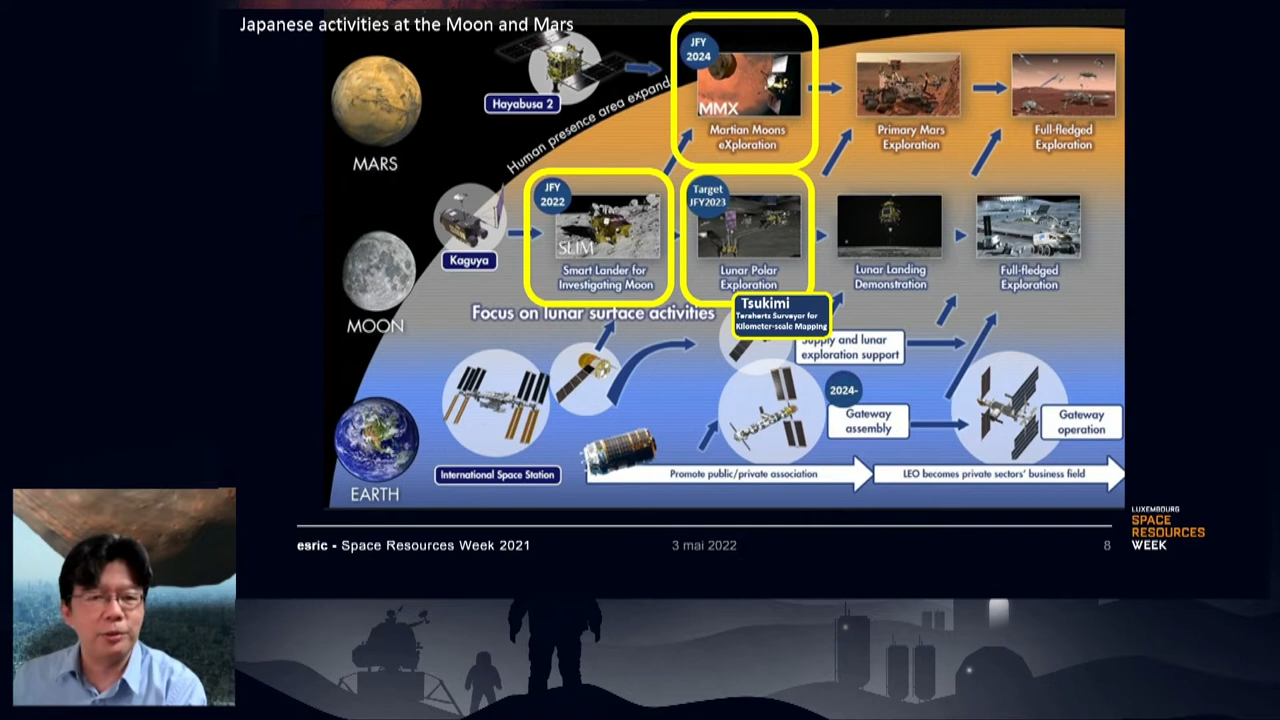 Japanese activities at the Moon and Mars
JFY
2024
Hayabusa 2
Human presence area expand
MMX
Martian Moons
eXploration
Primary Mars
Exploration
Full-fledged
Exploration
MARS
JFY
2022
Target
JFY2023
Kaguya
SLIM
Smart Lander for
Investigating Moon
Lunar Polar
Exploration
Lunar Landing
Demonstration
Full-fledged
Exploration
MOON
Focus on lunar surface activities
Tsukimi
Terahertz Surveyor for
Kilometer-scale Mapping
Supply and lunar
exploration support
2024-
Gateway
assembly
Gateway
operation
International Space Station
Promote public/private association
LEO becomes private sectors' business field
EARTH
esric - Space Resources Week 2021
3 mai 2022
8
LUXEMBOURG
SPACE
RESOURCES
WEEK